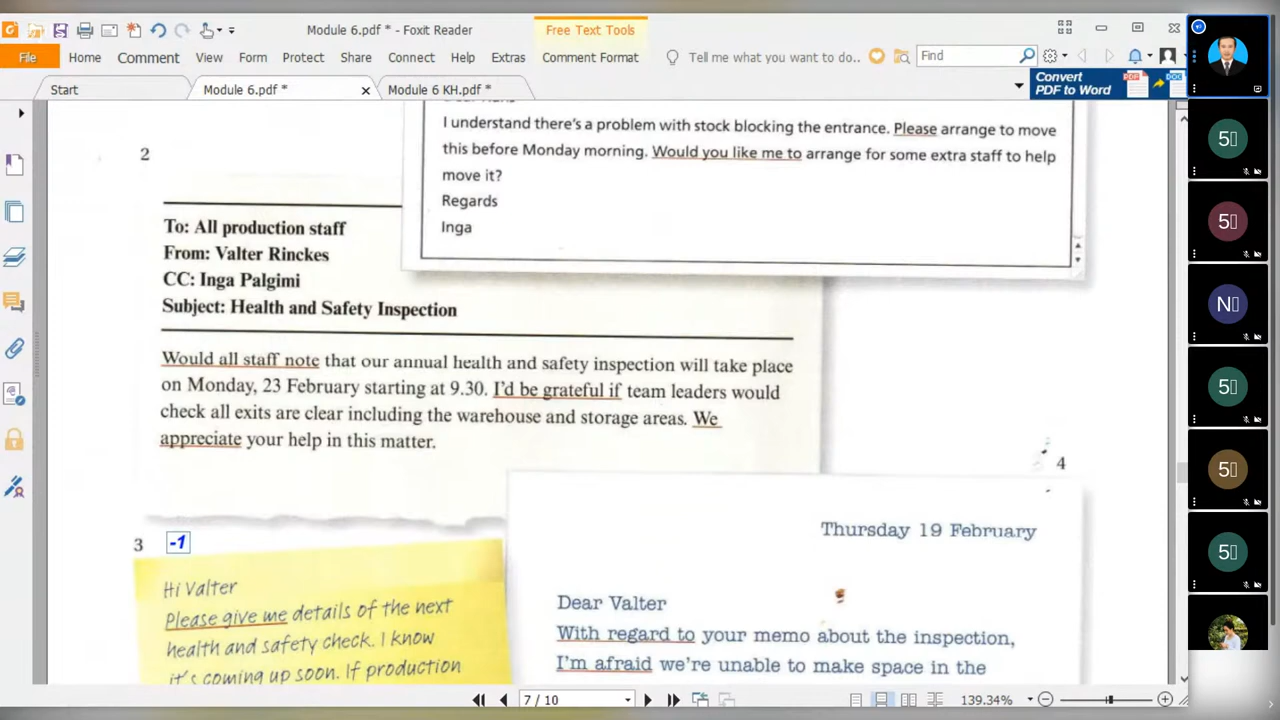 Module 6.pdf * - Foxit Reader
Free Text Tools
File
Home
Comment
View
Form
Protect
Share
Connect
Help
Extras
Comment Format
Tell me what you want to do..
Find
Start
Module 6.pdf *
Module 6 KH.pdf *
Convert
PDF to Word
I understand there's a problem with stock blocking the entrance. Please arrange to move
this before Monday morning. Would you like me to arrange for some extra staff to help
move it?
Regards
Inga
2
To: All production staff
From: Valter Rinckes
CC: Inga Palgimi
Subject: Health and Safety Inspection
Would all staff note that our annual health and safety inspection will take place
on Monday, 23 February starting at 9.30. I'd be grateful if team leaders would
check all exits are clear including the warehouse and storage areas. We
appreciate your help in this matter.
3
-1
Hi Valter
Please give me details of the next
health and safety check. I know
it's coming up soon. If production
4
Thursday 19 February
Dear Valter
With regard to your memo about the inspection,
I'm afraid we're unable to make space in the
7 / 10
139.34%
5
5
N
5
5
5